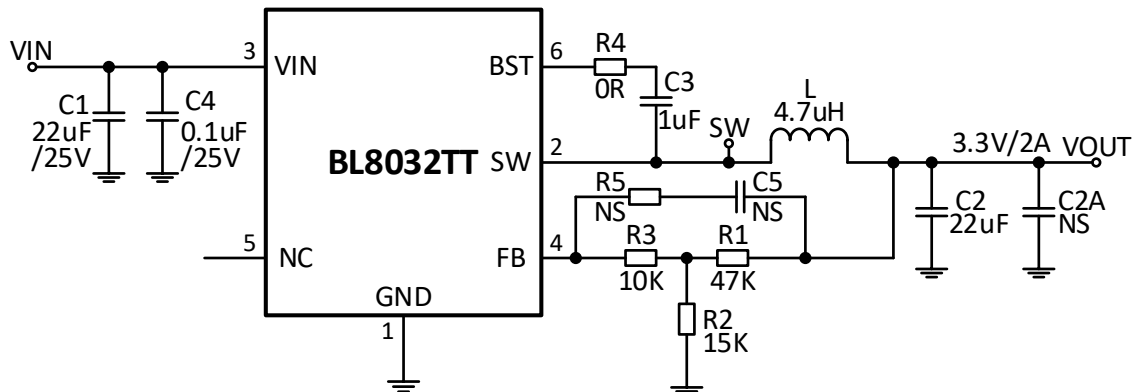 VIN
3
VIN
C1
22uF
/25V
C4
0.1uF
/25V
BL8032TT
BST
6
R4
0R
C3
1uF
SW
2
SW
L
4.7uH
3.3V/2A
VOUT
R5
NS
C5
NS
C2
22uF
C2A
NS
5
NC
FB
4
R3
10K
R1
47K
GND
1
R2
15K